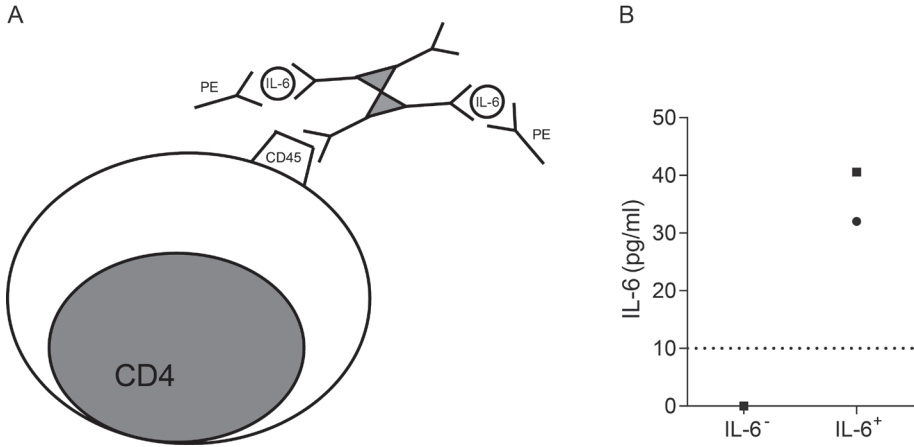 A
PE
IL-6
IL-6
PE
CD45
CD4
B
IL-6 (pg/ml)
50
40
30
20
10
0
IL-6⁻
IL-6⁺